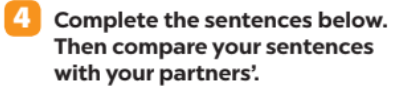 4 Complete the sentences below.
Then compare your sentences
with your partners'.